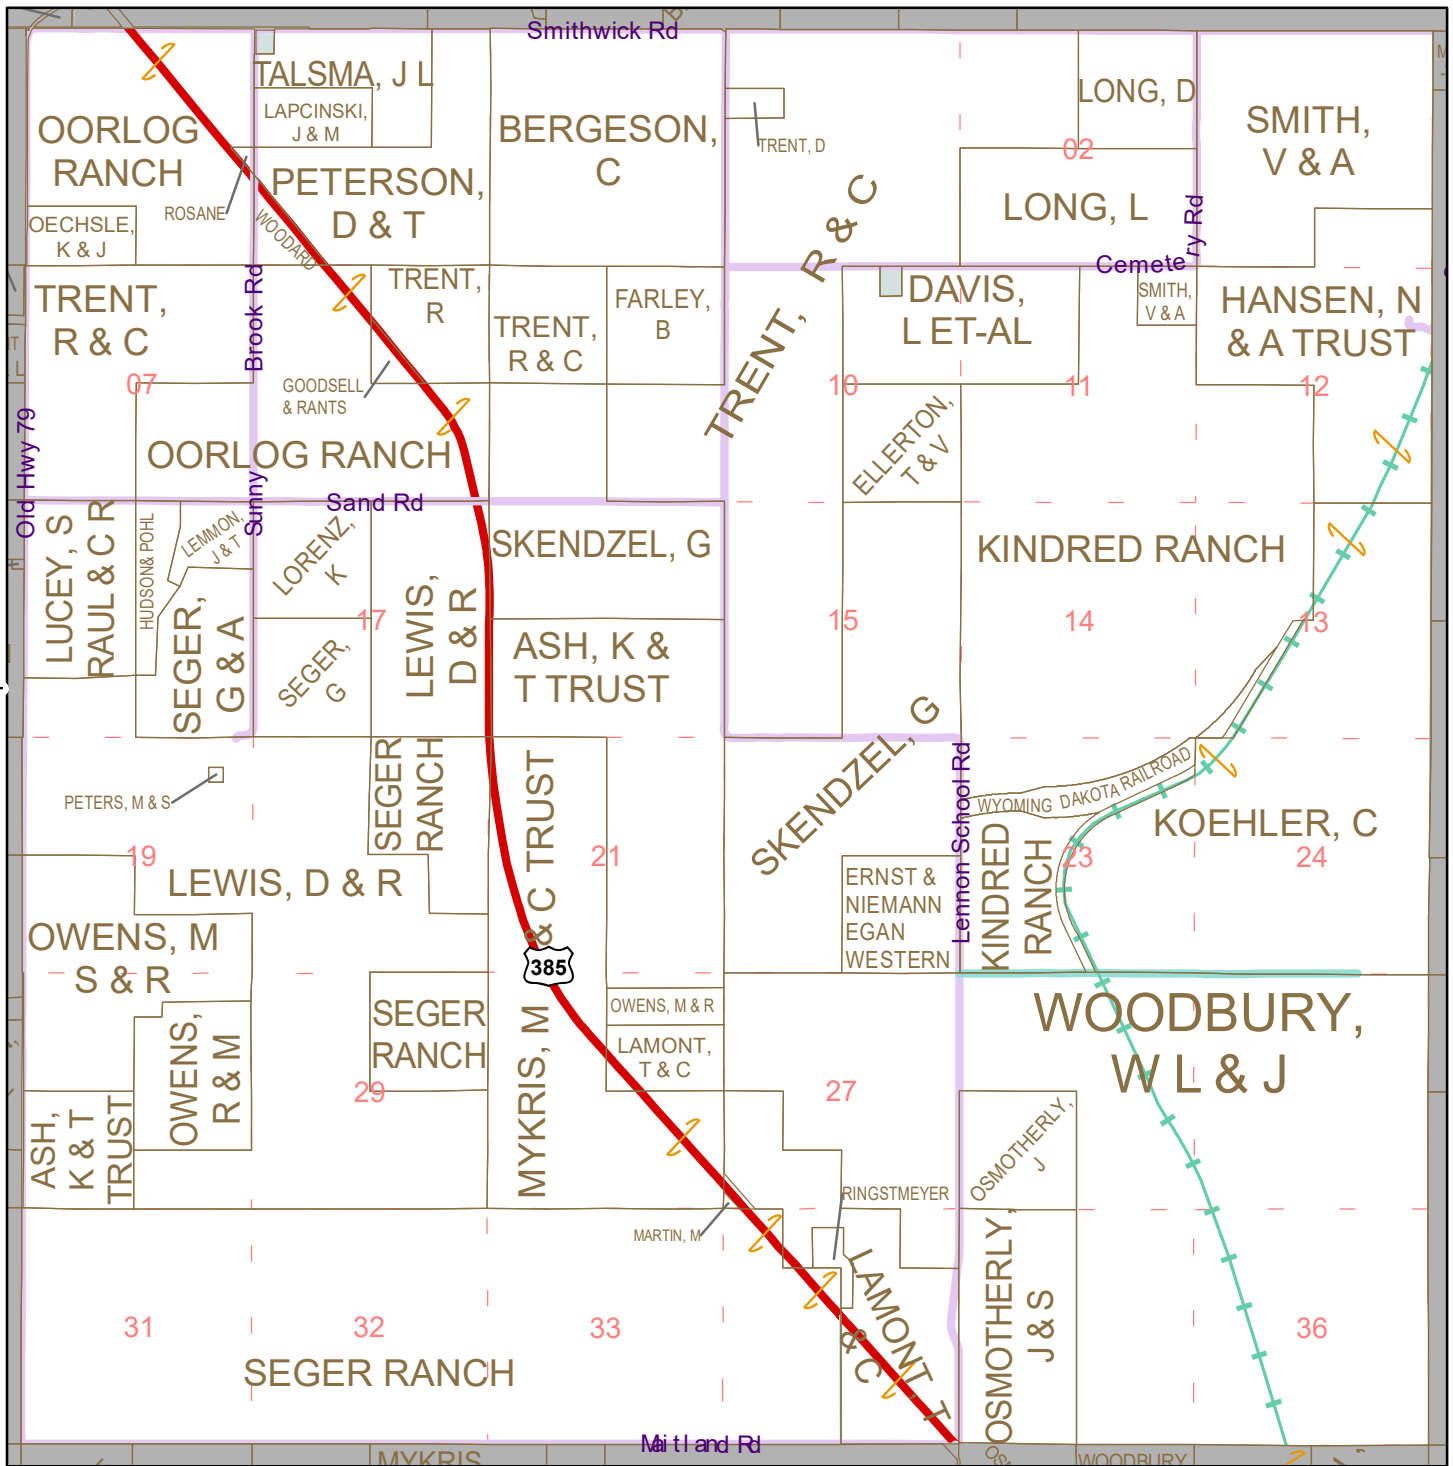 Smithwick Rd
TALSMA, J L
LAPCINSKI,
J & M
OORLOG
RANCH
BERGESON,
C
TRENT, D
LONG, D
02
SMITH,
V & A
ROSANE
PETERSON,
D & T
WOODARD
OECHSLE,
K & J
LONG, L
TRENT, R & C
Cemetery Rd
TRENT,
R & C
Sunny Brook Rd
TRENT,
R
TRENT,
R & C
FARLEY,
B
DAVIS,
L ET-AL
SMITH,
V & A
HANSEN, N
& A TRUST
07
GOODSELL
& RANTS
10
11
12
Old Hwy 79
OORLOG RANCH
ELLERTON,
T & V
Sand Rd
LUCEY, S
RAUL & C R
HUDSON& POHL
LEMMON,
J & T
SEGER,
G & A
LORENZ,
K
17
SEGER,
G
LEWIS,
D & R
SKENDZEL, G
ASH, K &
T TRUST
15
KINDRED RANCH
14
13
PETERS, M & S
SEGER
RANCH
MYKRIS, M & C TRUST
SKENDZEL, G
Lennon School Rd
WYOMING DAKOTA RAILROAD
KOEHLER, C
19
LEWIS, D & R
21
ERNST &
NIEMANN
EGAN
WESTERN
KINDRED
RANCH
23
24
OWENS, M
S & R
385
OWENS,
R & M
SEGER
RANCH
OWENS, M & R
LAMONT,
T & C
WOODBURY,
W L & J
29
27
ASH,
K & T
TRUST
OSMOTHERLY,
J
RINGSTMEYER
MARTIN, M
LAMONT, T
& C
OSMOTHERLY,
J & S
31
32
33
36
SEGER RANCH
Maitland Rd
MYKRIS
WOODBURY